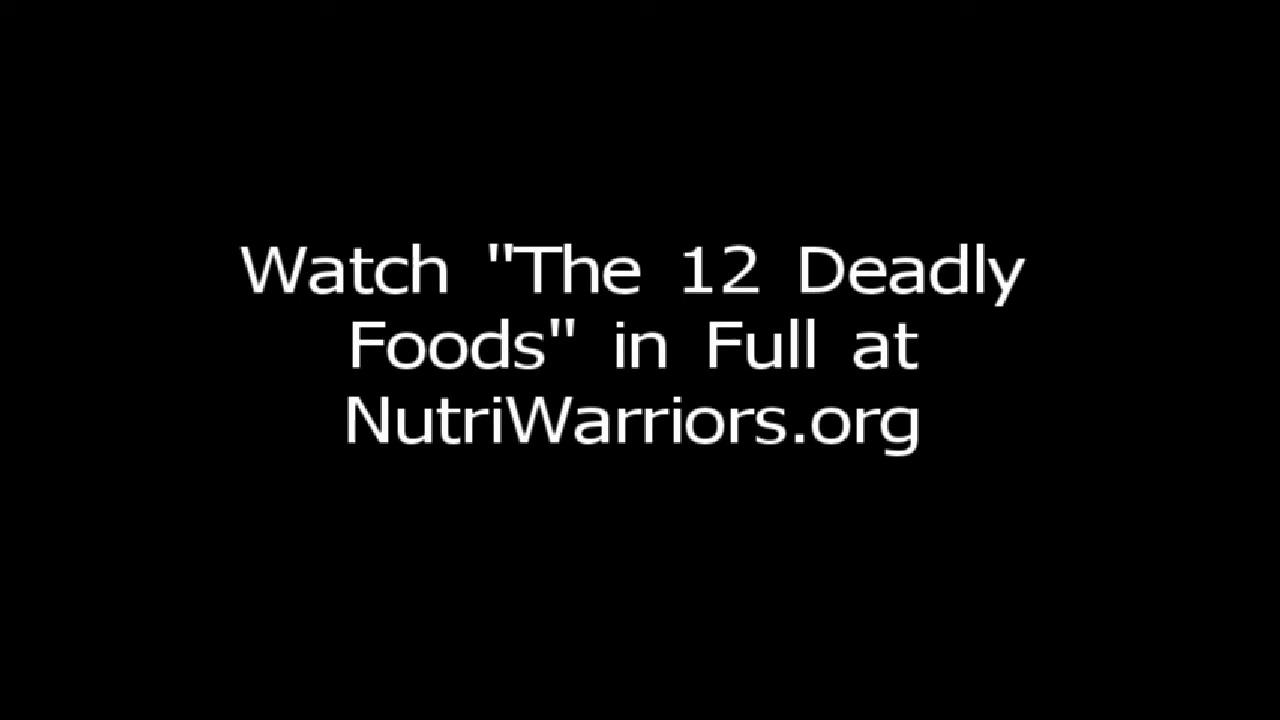 Watch "The 12 Deadly
Foods" in Full at
NutriWarriors.org